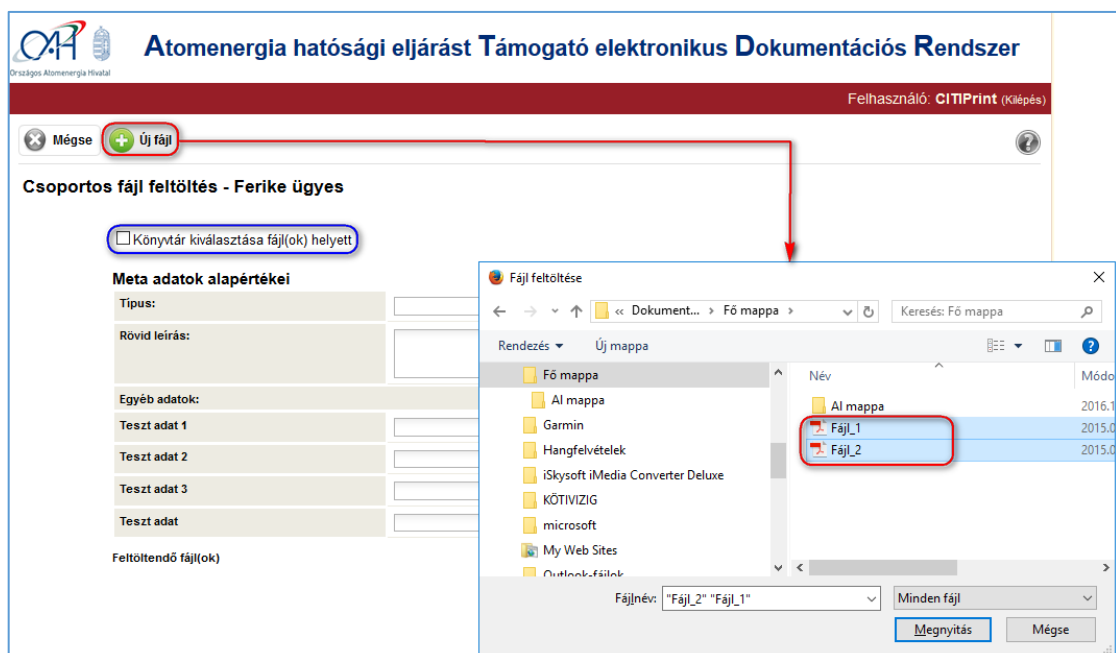 OAH
Országos Atomenergia Hivatal
Atomenergia hatósági eljárást Támogató elektronikus Dokumentációs Rendszer
Felhasználó: CITIPrint (Kilépés)
Mégse Új fájl
Csoportos fájl feltöltés - Ferike ügyes
Könyvtár kiválasztása fájl(ok) helyett
Meta adatok alapértékei
Típus:
Rövid leírás:
Egyéb adatok:
Teszt adat 1
Teszt adat 2
Teszt adat 3
Teszt adat
Feltöltendő fájl(ok)
Fájl feltöltése
« Dokument... > Fő mappa >
Keresés: Fő mappa
Rendezés Új mappa
Fő mappa
Al mappa
Garmin
Hangfelvételek
iSkysoft iMedia Converter Deluxe
KÖTIVIZIG
microsoft
My Web Sites
Outlook-fájlok
Név Módo
Al mappa 2016.1
Fájl_1 2015.0
Fájl_2 2015.0
Fájlnév: "Fájl_2" "Fájl_1"
Minden fájl
Megnyitás Mégse